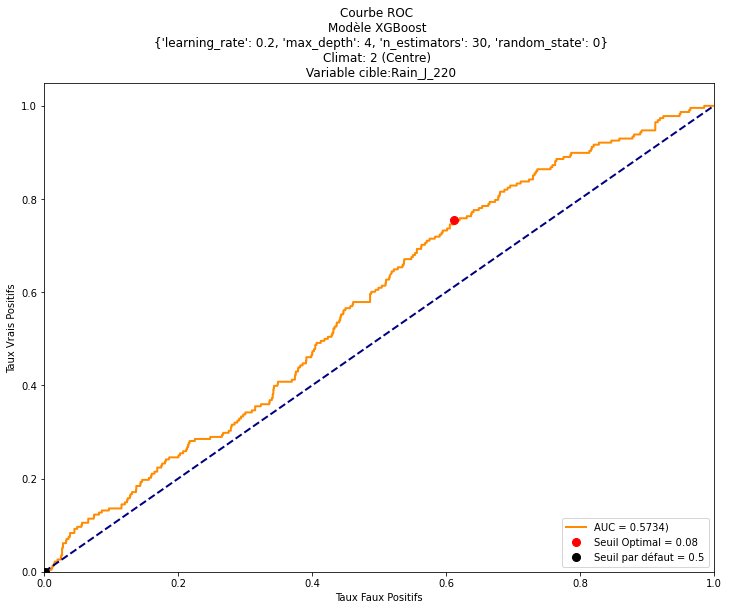 Courbe ROC
Modèle XGBoost
{'learning_rate': 0.2, 'max_depth': 4, 'n_estimators': 30, 'random_state': 0}
Climat: 2 (Centre)
Variable cible:Rain_J_220
1.0
0.8
0.6
0.4
0.2
0.0
Taux Vrais Positifs
AUC = 0.5734)
Seuil Optimal = 0.08
Seuil par défaut = 0.5
0.0 0.2 0.4 0.6 0.8 1.0
Taux Faux Positifs